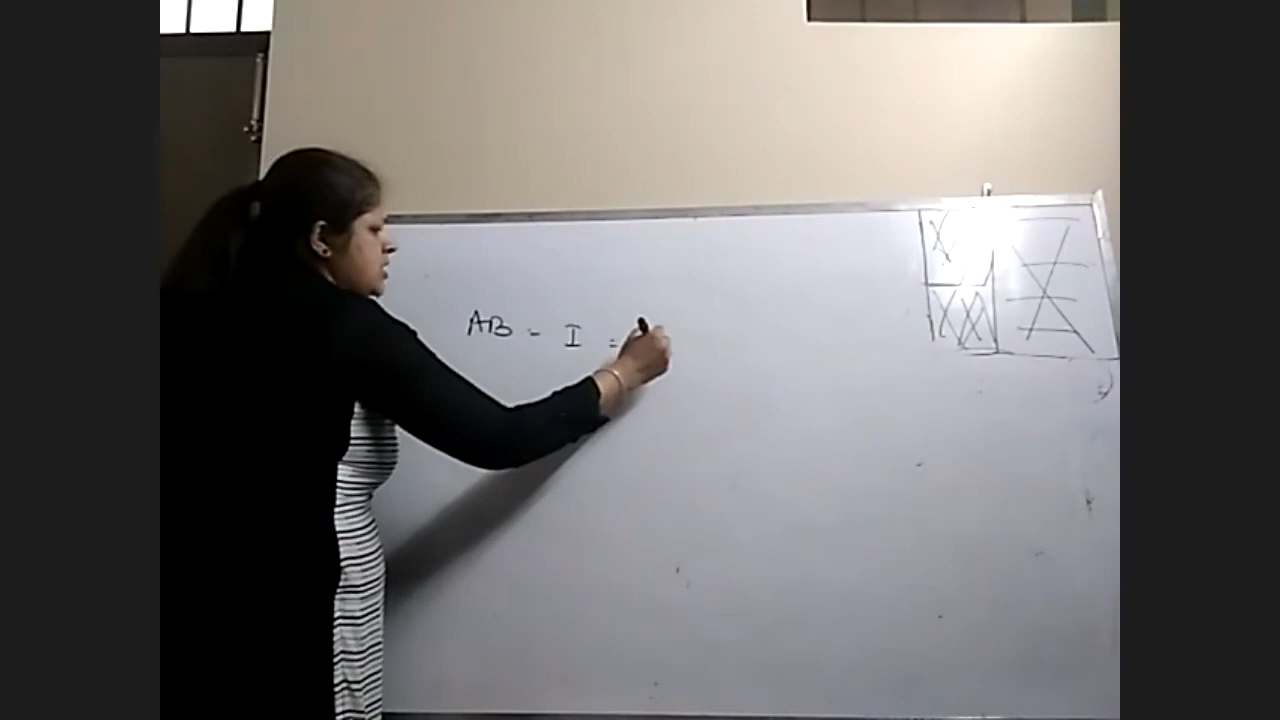 AB = I =